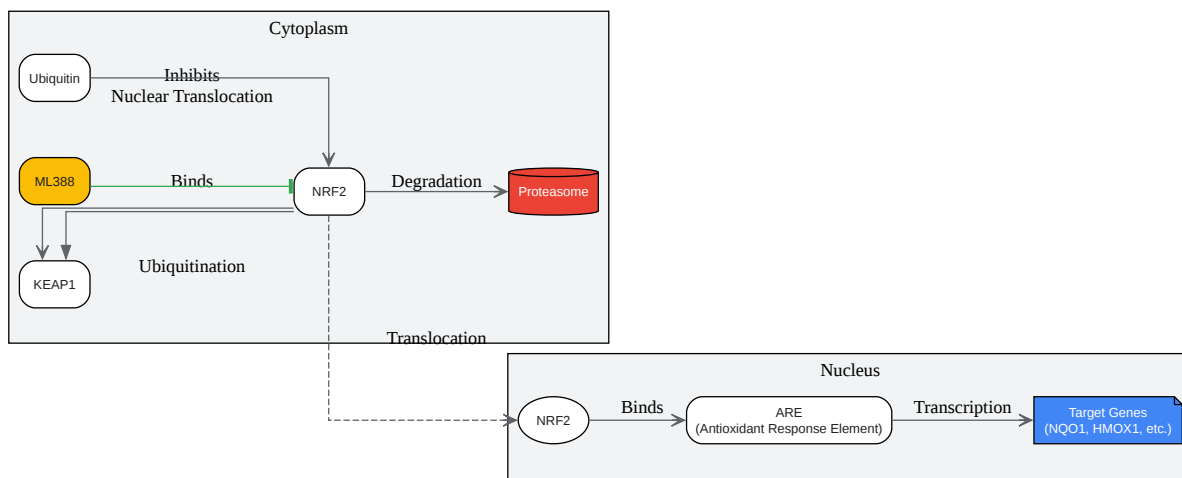 Cytoplasm
Ubiquitin
Inhibits
Nuclear Translocation
ML388
Binds
NRF2
Degradation
Proteasome
KEAP1
Ubiquitination
Translocation
Nucleus
NRF2
Binds
ARE
(Antioxidant Response Element)
Transcription
Target Genes
(NQO1, HMOX1, etc.)